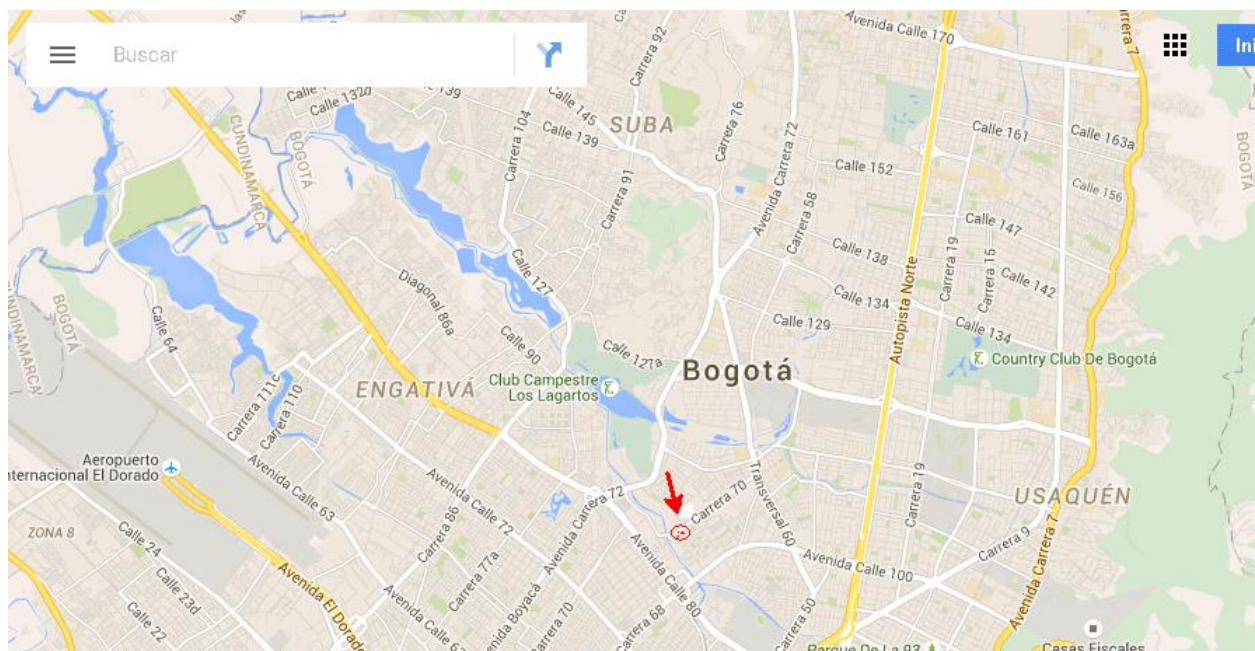 Buscar
Ini
Avenida Calle 170
Carrera 7
Carrera 92
Calle 132d
139
Calle 145
Calle 139
SUBA
Carrera 76
Avenida Carrera 72
Calle 161
Calle 163a
CUNDINAMARCA
BOGOTÁ
BOGOTÁ
Carrera 104
Carrera 91
Calle 152
Calle 156
Carrera 58
Calle 147
Calle 138
Carrera 19
Carrera 15
Calle 142
Autopista Norte
CUNDINAMARCA
BOGOTÁ
Calle 64
Diagonal 86a
Calle 127
Calle 134
Calle 129
Calle 134
Calle 90
Calle 127a
Country Club De Bogotá
Bogotá
ENGATIVÁ
Club Campestre
Los Lagartos
Carrera 111c
Carrera 110
Aeropuerto
nternacional El Dorado
Avenida Calle 63
Carrera 86
Avenida Calle 72
Avenida Carrera 72
Carrera 70
Transversal 60
Carrera 19
USAQUÉN
ZONA 8
Calle 24
Calle 23d
Calle 22
Avenida El Dorado
Carrera 77a
Avenida Boyacá
Carrera 70
Avenida Calle 80
Carrera 68
Avenida Calle 100
Carrera 50
Carrera 9
Avenida Carrera 7
Parque De La 93
Casas Fiscales